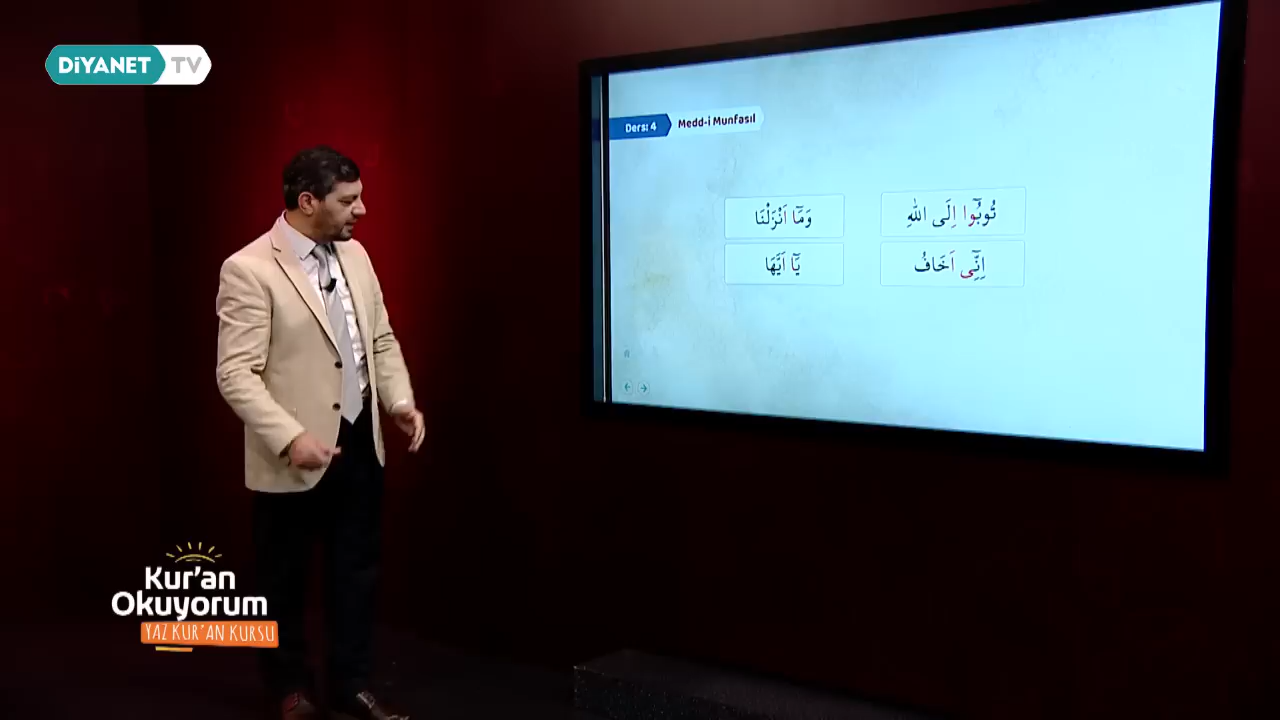 DİYANET TV
Ders: 4
Medd-i Munfasıl
تُوبُٓوا اِلَى اللّٰهِ
وَمَٓا اَنْزَلْنَا
اِنّ۪ٓي اَخَافُ
يَٓا اَيُّهَا
Kur'an
Okuyorum
YAZ KUR'AN KURSU